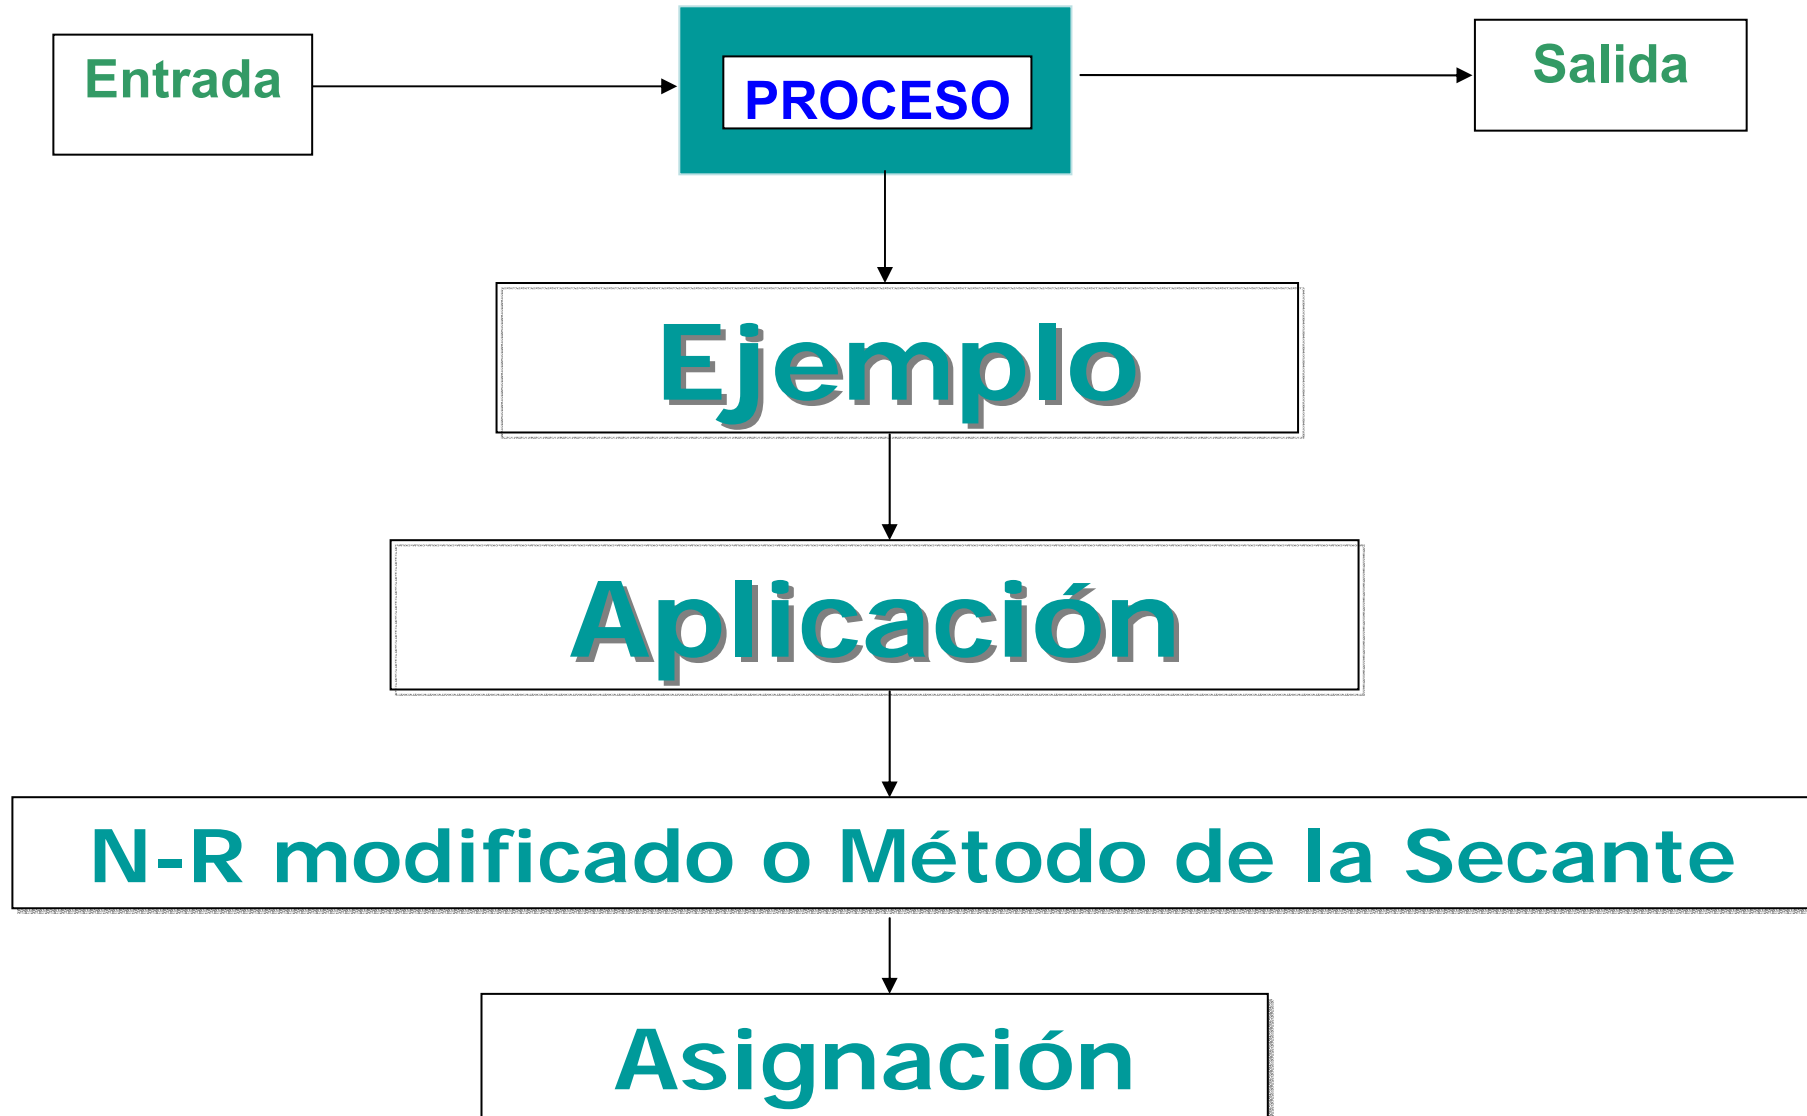 Entrada
PROCESO
Salida
Ejemplo
Aplicación
N-R modificado o Método de la Secante
Asignación